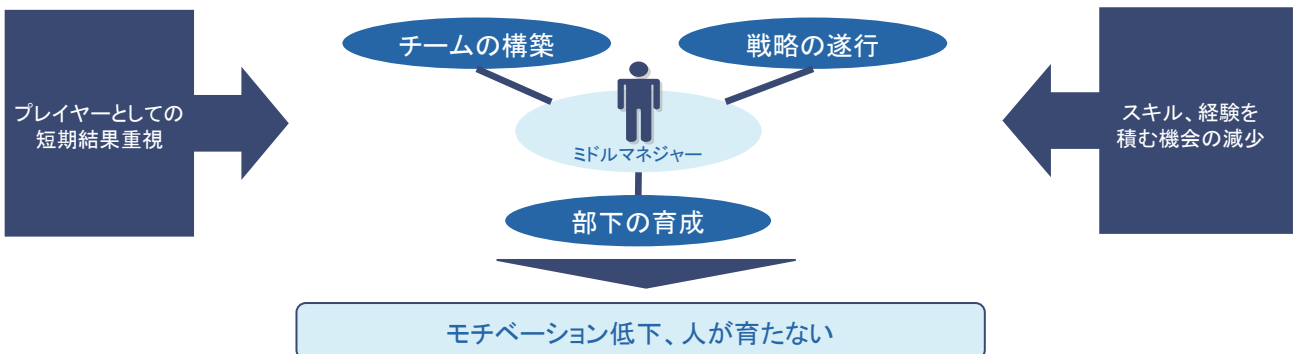 チームの構築
戦略の遂行
プレイヤーとしての
短期結果重視
スキル、経験を
積む機会の減少
ミドルマネジャー
部下の育成
モチベーション低下、人が育たない